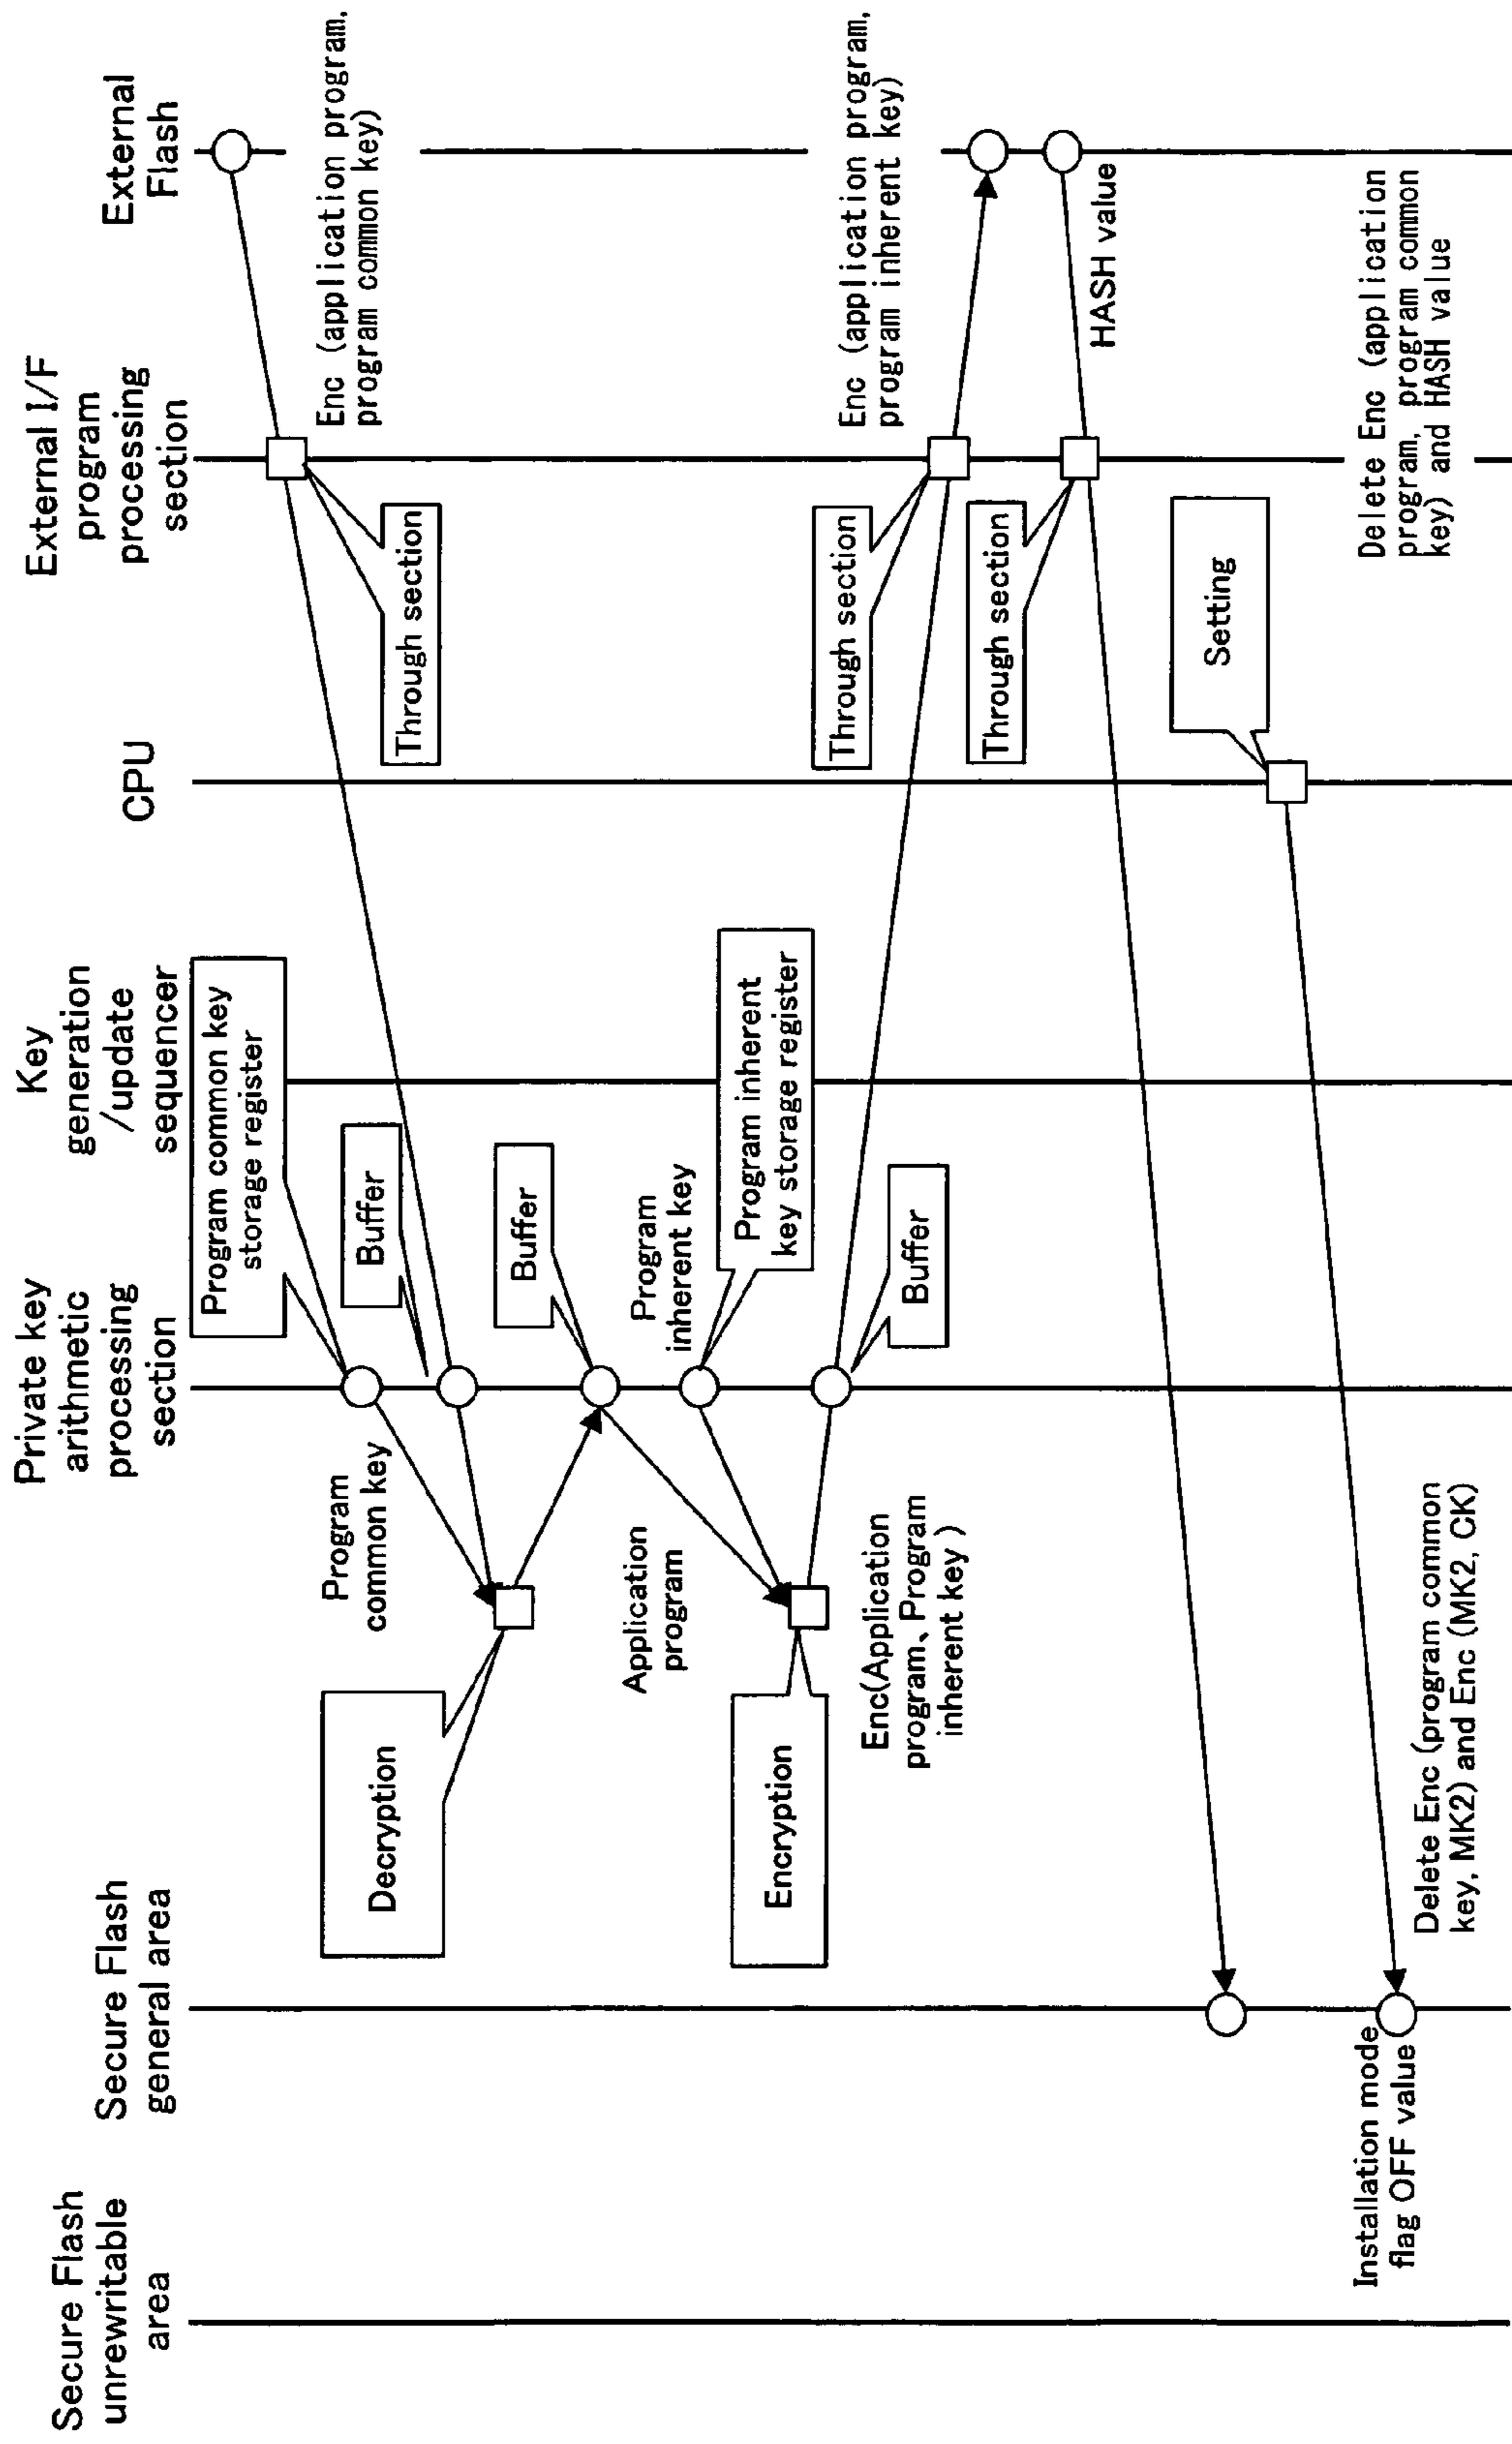 Secure Flash
unrewritable
area
Secure Flash
general area
Private key
arithmetic
processing
section
Key
generation
/update
sequencer
CPU
External I/F
program
processing
section
External
Flash
Program common key
storage register
Enc (application program,
program common key)
Through section
Buffer
Program
common key
Decryption
Buffer
Application
program
Program
inherent key
Program inherent
key storage register
Encryption
Through section
Enc (application program,
program inherent key)
Buffer
Enc(Application
program、Program
inherent key )
Through section
HASH value
Setting
Installation mode
flag OFF value
Delete Enc (application
program, program common
key) and HASH value
Delete Enc (program common
key, MK2) and Enc (MK2, CK)